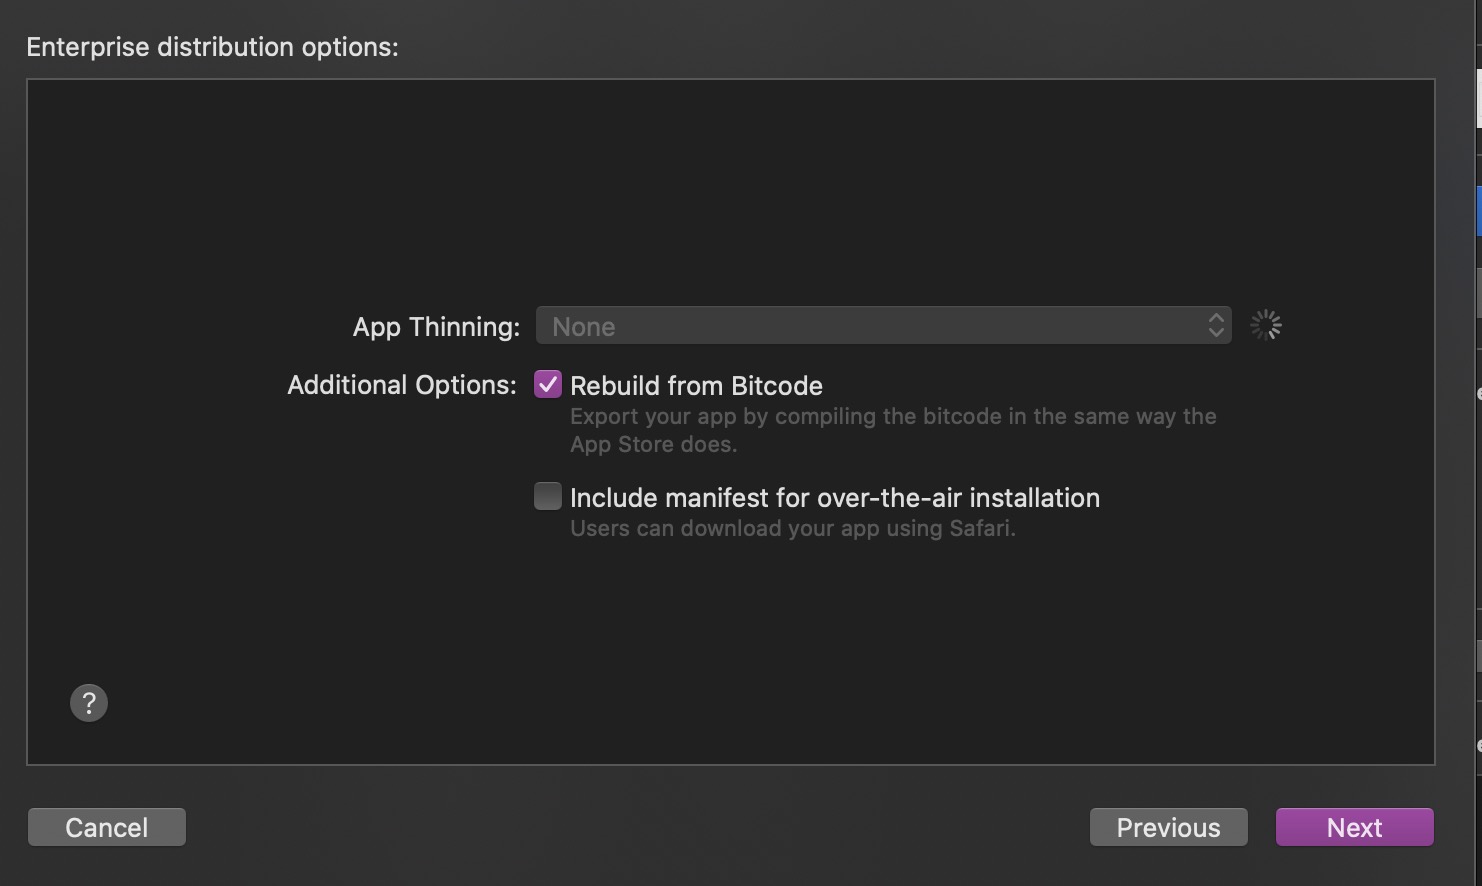 Enterprise distribution options:
App Thinning: None
Additional Options: Rebuild from Bitcode
Export your app by compiling the bitcode in the same way the
App Store does.
Include manifest for over-the-air installation
Users can download your app using Safari.
?
Cancel Previous Next